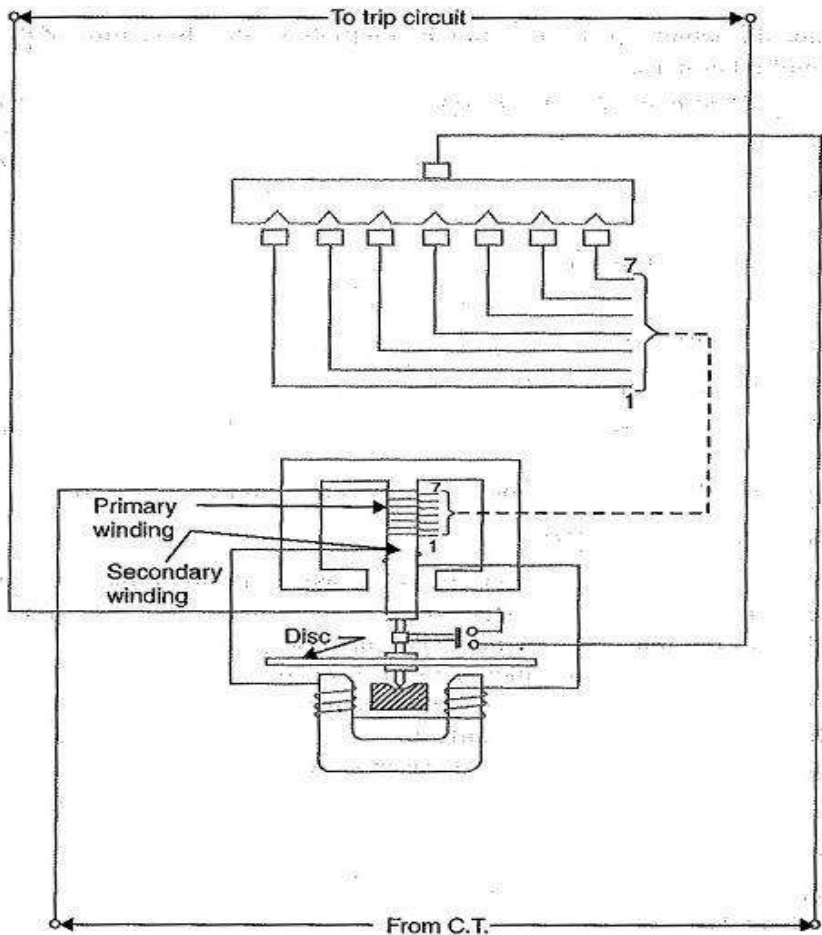 To trip circuit
7
1
7
Primary
winding
1
Secondary
winding
Disc
From C.T.